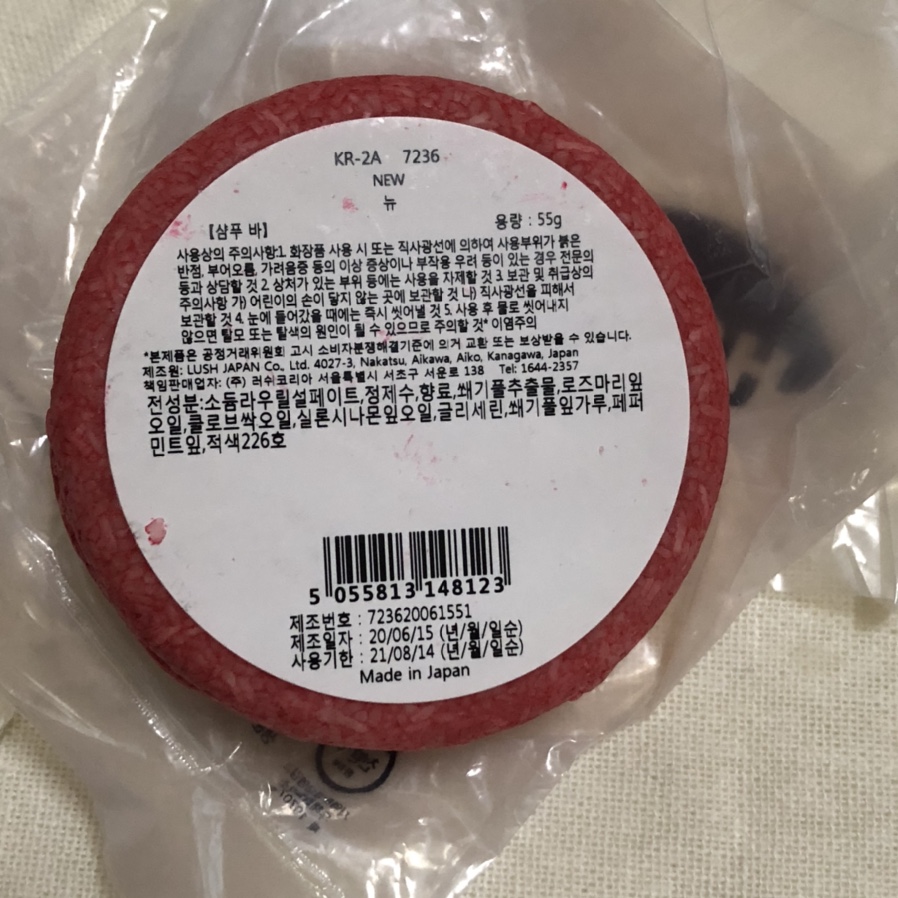 KR-2A 7236
NEW
뉴
[샴푸 바] 용량 : 55g
사용상의 주의사항1. 화장품 사용 시 또는 직사광선에 의하여 사용부위가 붉은
반점, 부어오름, 가려움증 등의 이상 증상이나 부작용 우려 등이 있는 경우 전문의
등과 상담할 것 2. 상처가 있는 부위 등에는 사용을 자제할 것 3. 보관 및 취급상의
주의사항 가) 어린이의 손이 닿지 않는 곳에 보관할 것 나) 직사광선을 피해서
보관할 것 4. 눈에 들어갔을 때에는 즉시 씻어낼 것 5. 사용 후 물로 씻어내지
않으면 탈모 또는 탈색의 원인이 될 수 있으므로 주의할 것* 이염주의
*본제품은 공정거래위원회 고시 소비자분쟁해결기준에 의거 교환 또는 보상받을 수 있습니다.
제조원: LUSH JAPAN Co., Ltd. 4027-3, Nakatsu, Aikawa, Aiko, Kanagawa, Japan
책임판매업자: (주) 러쉬코리아 서울특별시 서초구 서운로 138 Tel: 1644-2357
전성분:소듐라우릴설페이트,정제수,향료,쐐기풀추출물,로즈마리잎
오일,클로브싹오일,실론시나몬잎오일,글리세린,쐐기풀잎가루,페퍼
민트잎,적색226호
5 055813 148123
제조번호 : 723620061551
제조일자 : 20/06/15 (년/월/일순)
사용기한 : 21/08/14 (년/월/일순)
Made in Japan